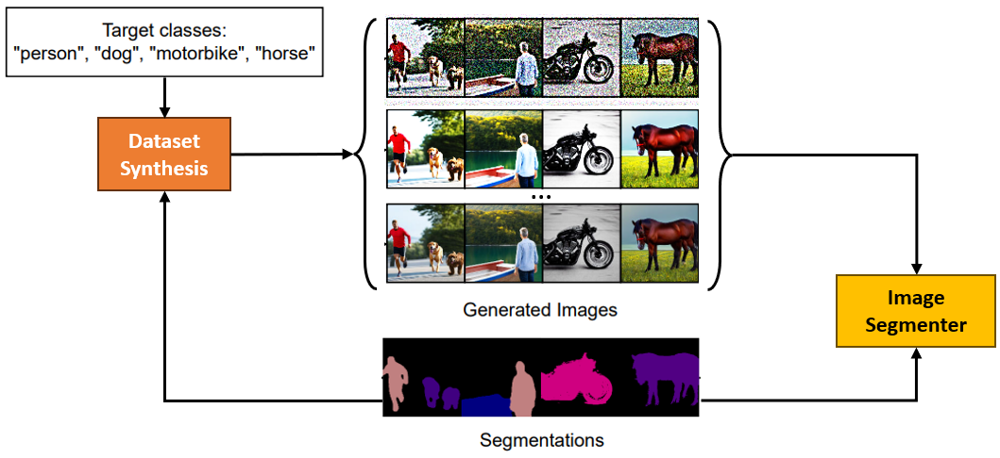 Target classes:
"person", "dog", "motorbike", "horse"
Dataset
Synthesis
...
Generated Images
Image
Segmenter
Segmentations